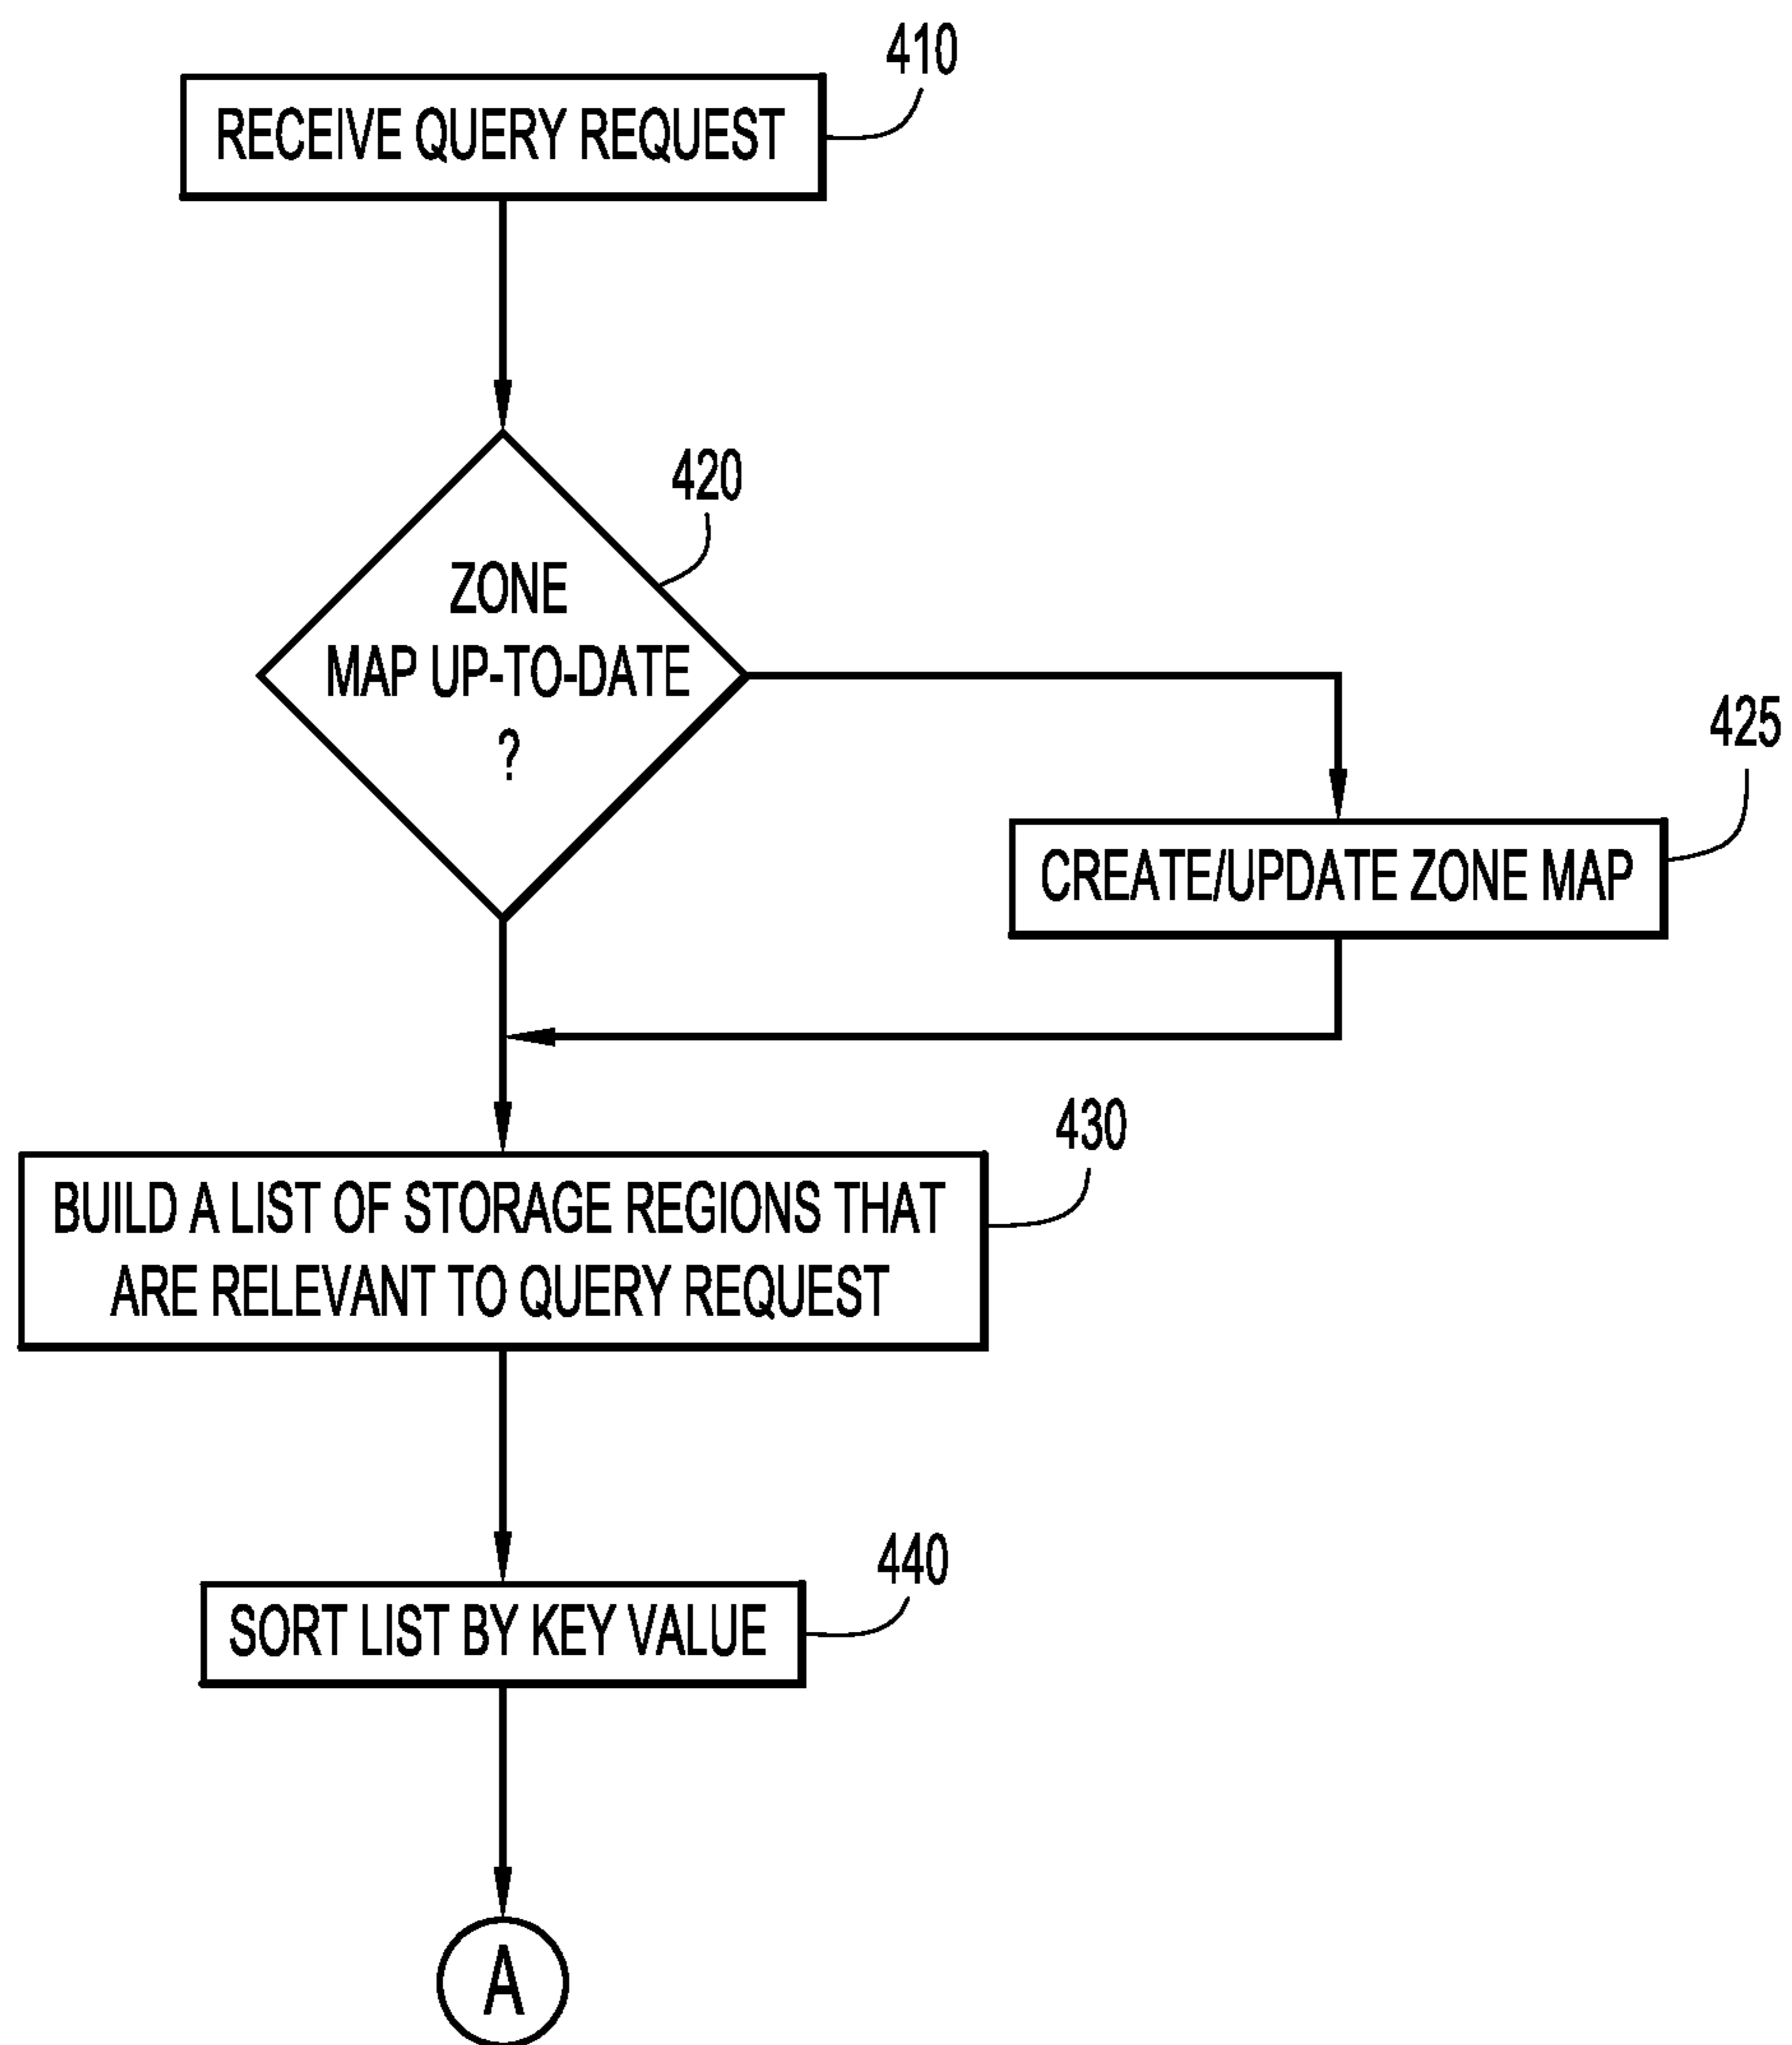 410
RECEIVE QUERY REQUEST
420
ZONE
MAP UP-TO-DATE
?
425
CREATE/UPDATE ZONE MAP
430
BUILD A LIST OF STORAGE REGIONS THAT
ARE RELEVANT TO QUERY REQUEST
440
SORT LIST BY KEY VALUE
A